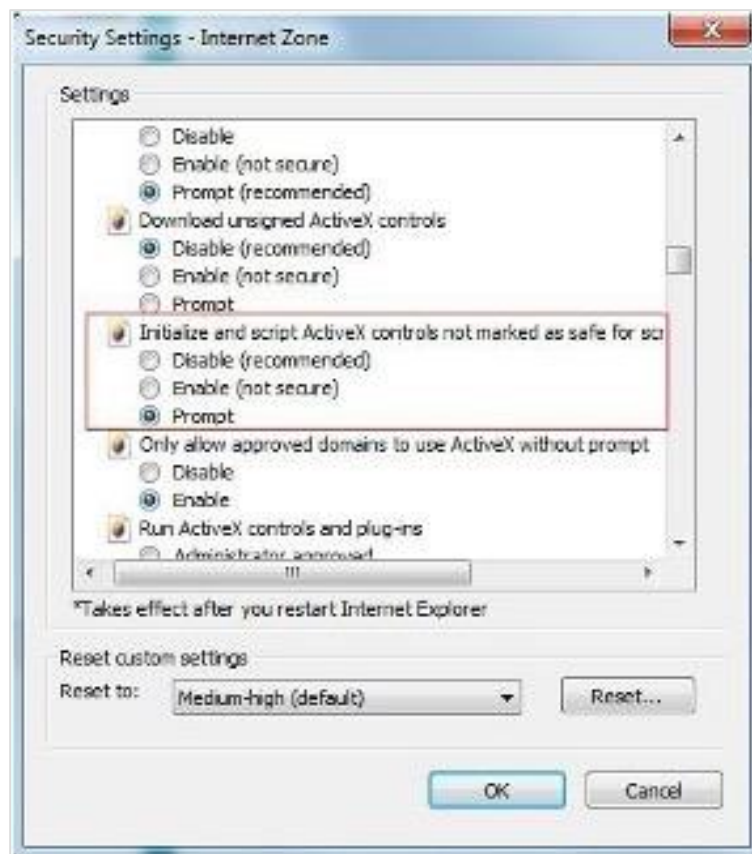 Security Settings - Internet Zone
Settings
Disable
Enable (not secure)
Prompt (recommended)
Download unsigned ActiveX controls
Disable (recommended)
Enable (not secure)
Prompt
Initialize and script ActiveX controls not marked as safe for scr
Disable (recommended)
Enable (not secure)
Prompt
Only allow approved domains to use ActiveX without prompt
Disable
Enable
Run ActiveX controls and plug-ins
Administrator approved
*Takes effect after you restart Internet Explorer
Reset custom settings
Reset to: Medium-high (default) Reset...
OK Cancel